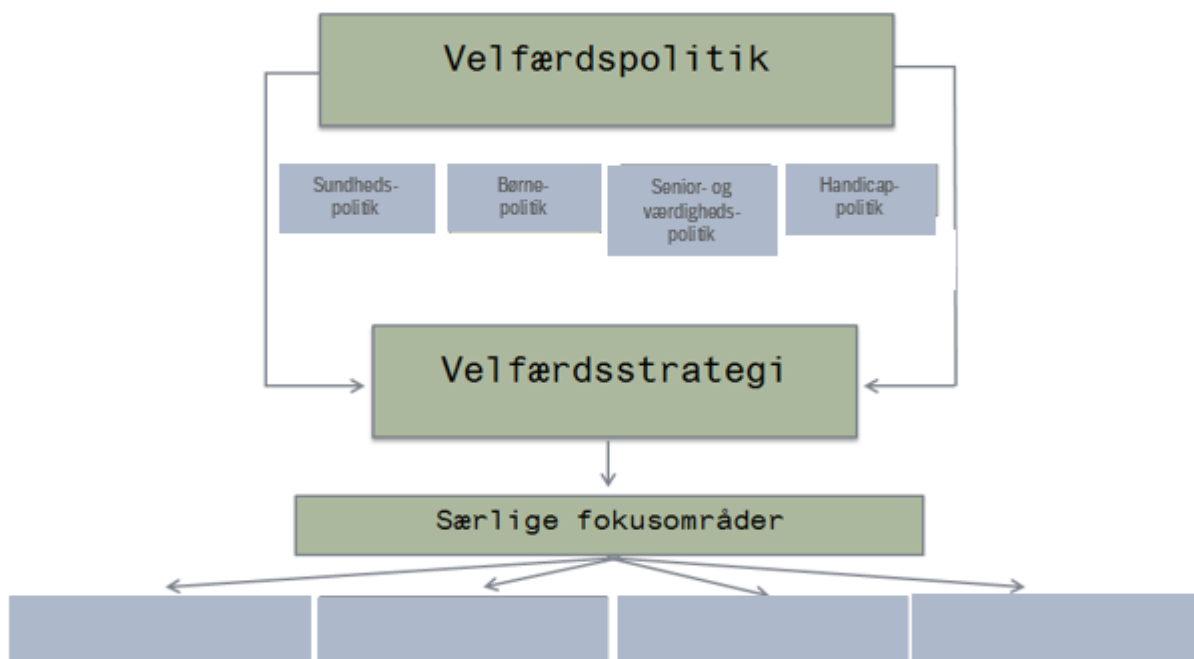 Velfærdspolitik
Sundheds-
politik
Børne-
politik
Senior- og
værdigheds-
politik
Handicap-
politik
Velfærdsstrategi
Særlige fokusområder